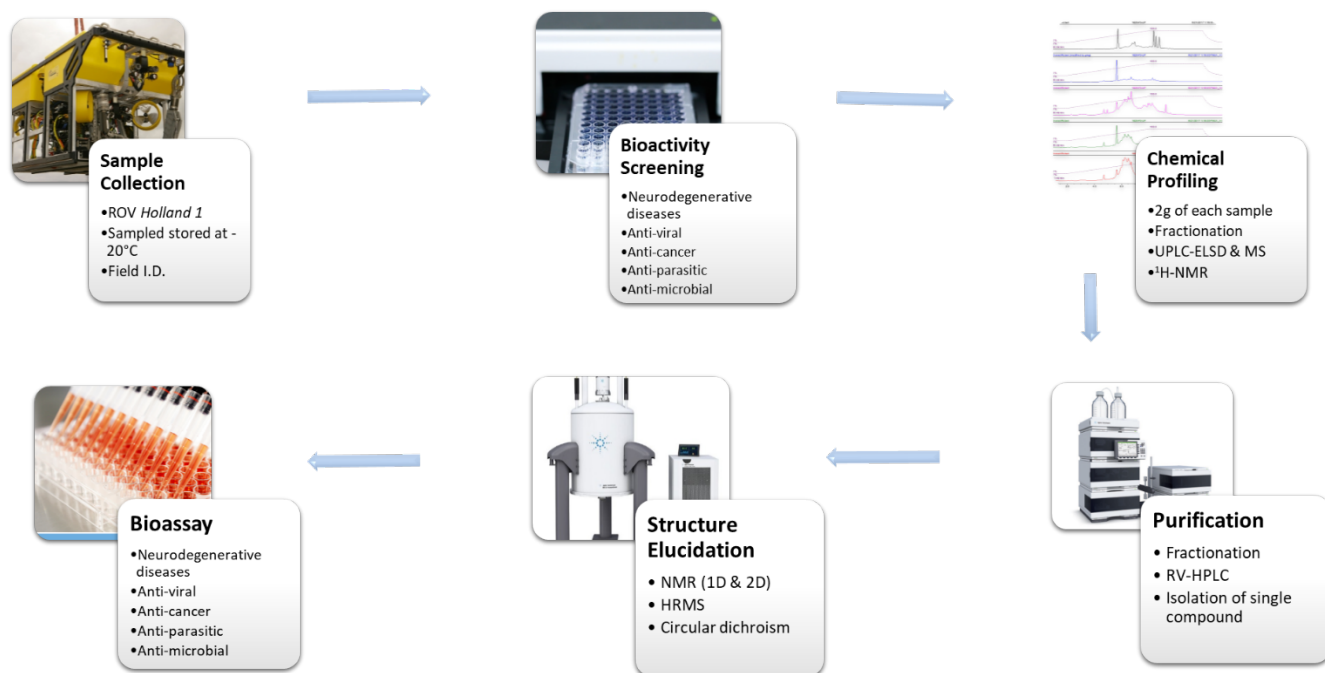 Sample
Collection
•ROV Holland 1
•Sampled stored at -
20°C
•Field I.D.
Bioactivity
Screening
•Neurodegenerative
diseases
•Anti-viral
•Anti-cancer
•Anti-parasitic
•Anti-microbial
Chemical
Profiling
•2g of each sample
•Fractionation
•UPLC-ELSD & MS
•¹H-NMR
Bioassay
•Neurodegenerative
diseases
•Anti-viral
•Anti-cancer
•Anti-parasitic
•Anti-microbial
Structure
Elucidation
• NMR (1D & 2D)
• HRMS
• Circular dichroism
Purification
• Fractionation
• RV-HPLC
• Isolation of single
compound